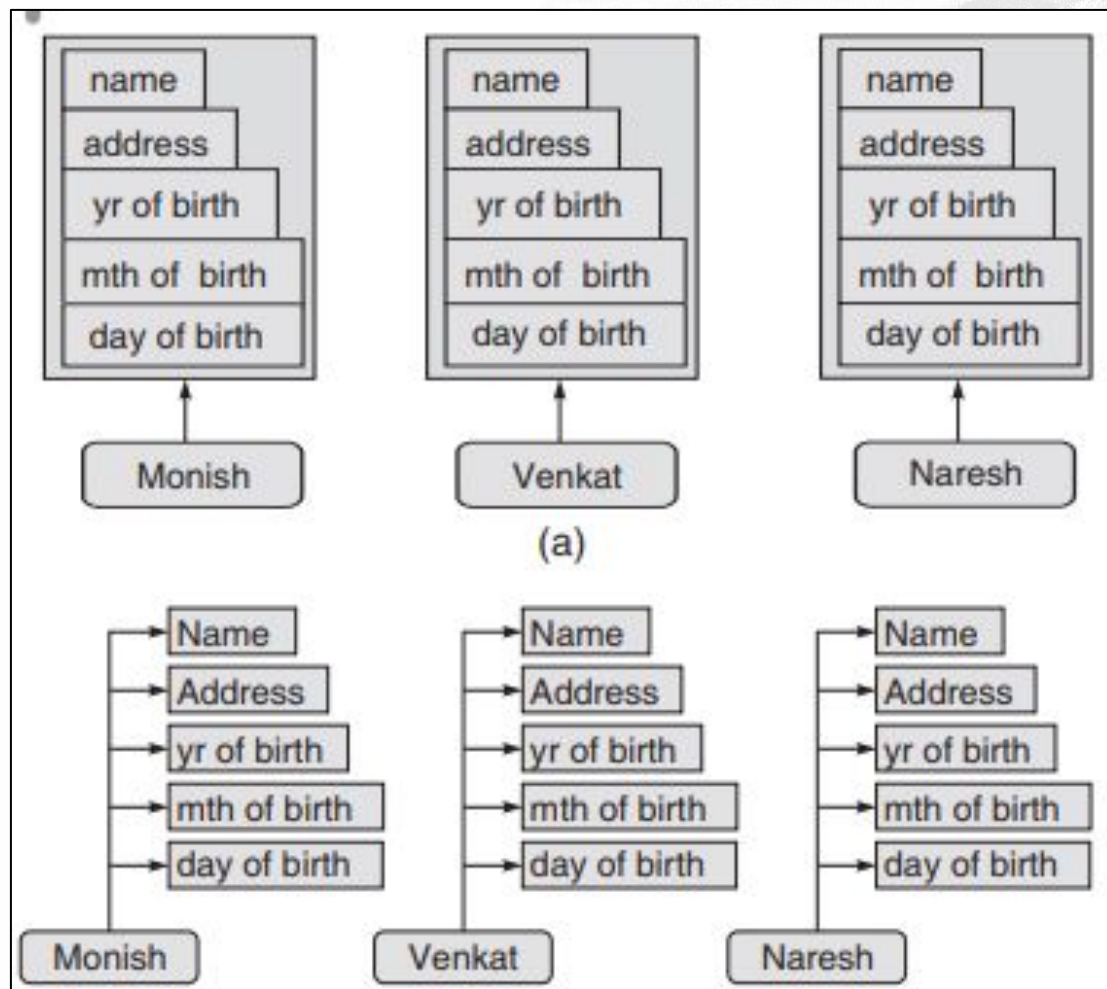 name name name
address address address
yr of birth yr of birth yr of birth
mth of birth mth of birth mth of birth
day of birth day of birth day of birth
Monish Venkat Naresh
(a)
Name Name Name
Address Address Address
yr of birth yr of birth yr of birth
mth of birth mth of birth mth of birth
day of birth day of birth day of birth
Monish Venkat Naresh